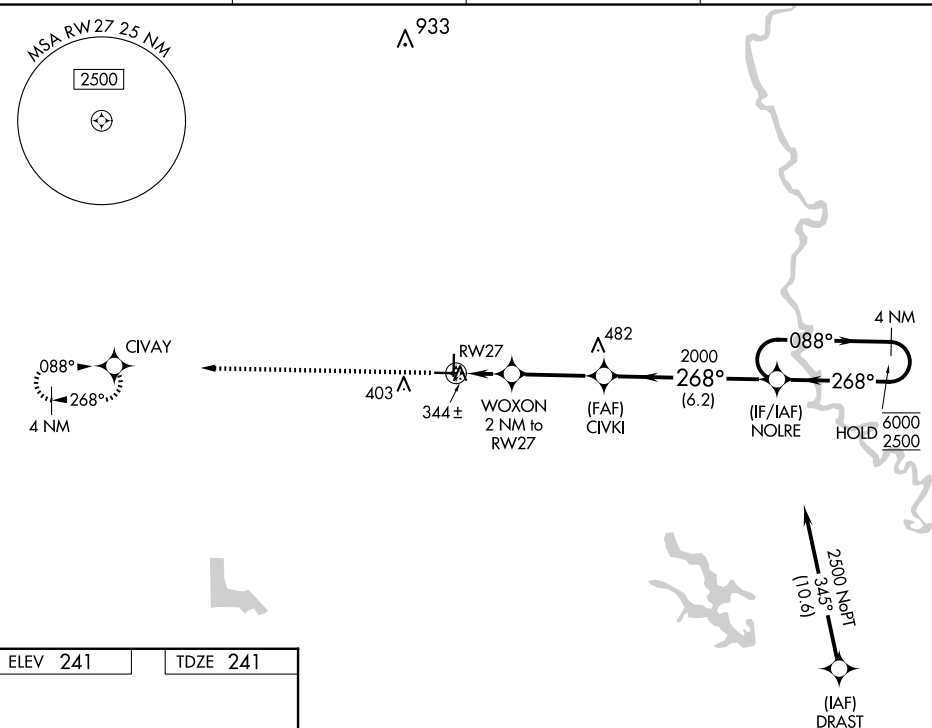 MSA RW27 25 NM
2500
933
CIVAY
088°
268°
4 NM
403
344±
RW27
WOXON
2 NM to
RW27
482
(FAF)
CIVKI
2000
268°
(6.2)
(IF/IAF)
NOLRE
088°
268°
4 NM
HOLD
6000
2500
2500 NoPT
345°
(10.6)
(IAF)
DRAST
ELEV 241
TDZE 241